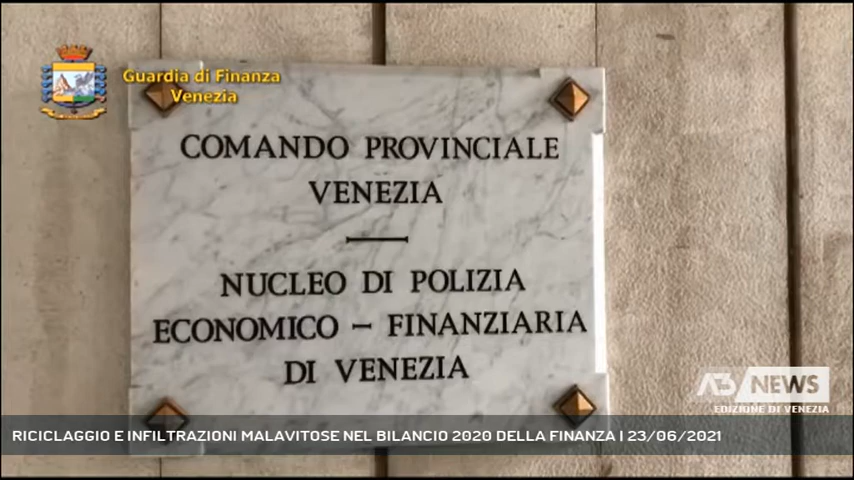 Guardia di Finanza
Venezia
COMANDO PROVINCIALE
VENEZIA
NUCLEO DI POLIZIA
ECONOMICO - FINANZIARIA
DI VENEZIA
A3 NEWS
EDIZIONE DI VENEZIA
RICICLAGGIO E INFILTRAZIONI MALAVITOSE NEL BILANCIO 2020 DELLA FINANZA | 23/06/2021